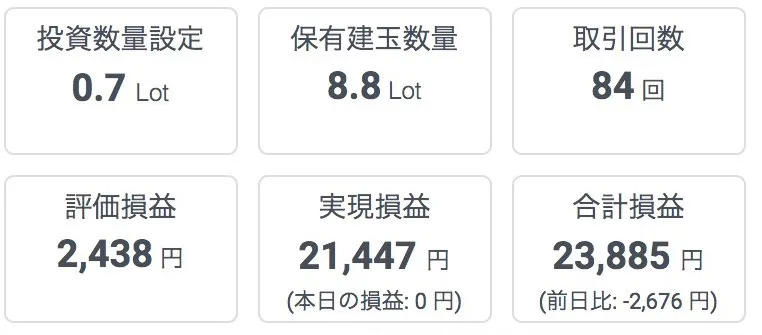 投資数量設定
0.7 Lot
保有建玉数量
8.8 Lot
取引回数
84 回
評価損益
2,438 円
実現損益
21,447 円
(本日の損益: 0 円)
合計損益
23,885 円
(前日比: -2,676 円)